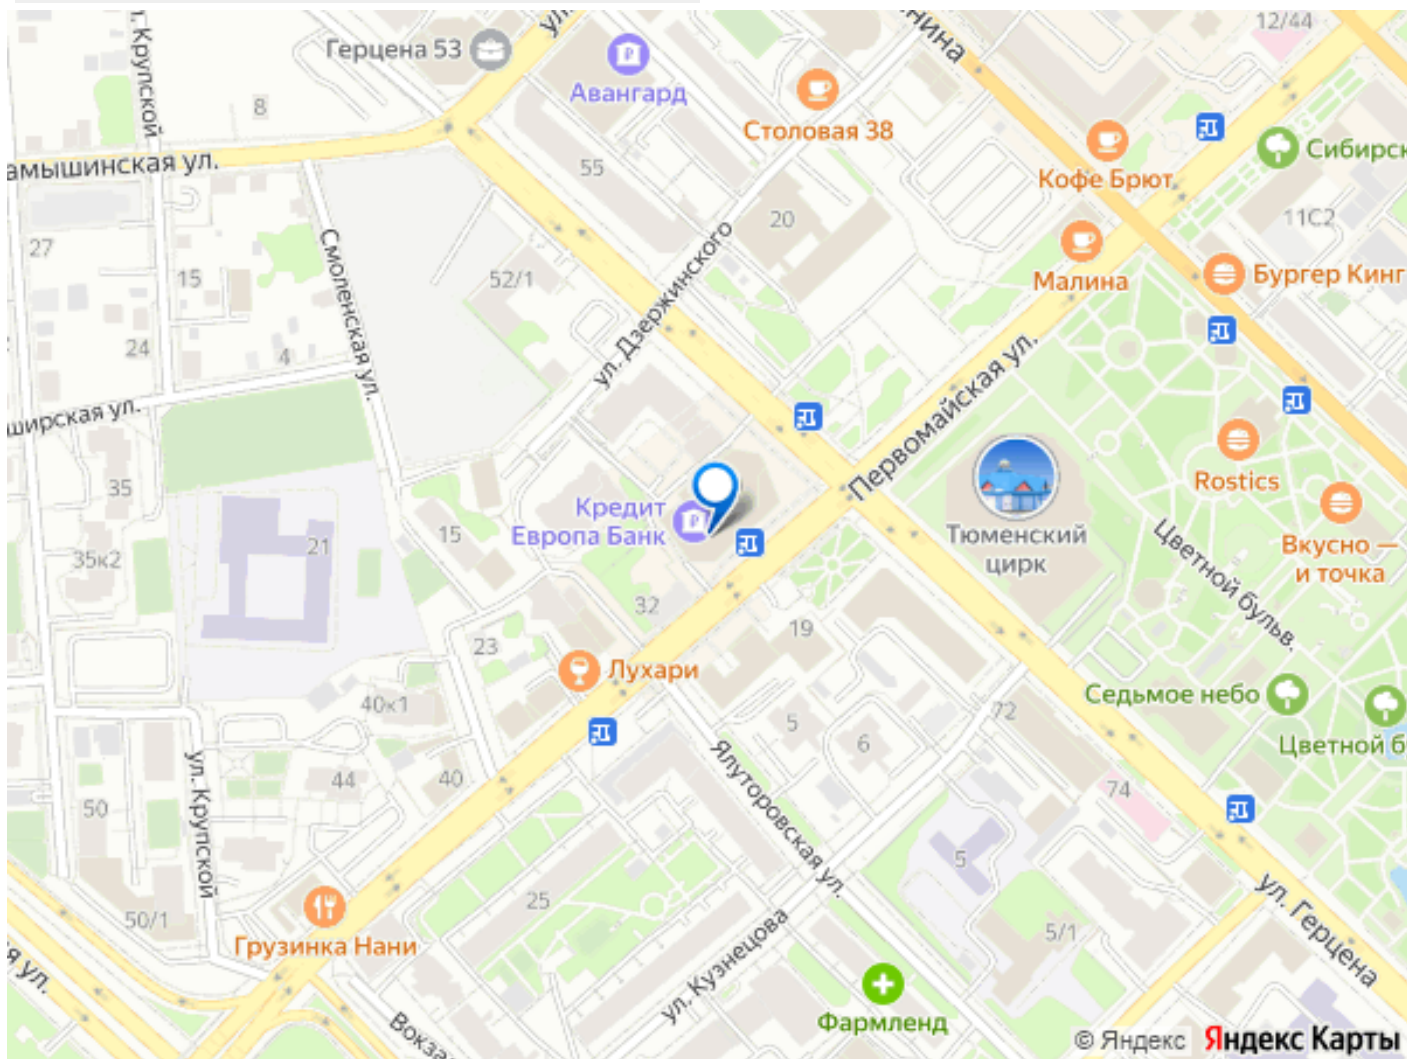 12/44
Герцена 53
ул. Крупской
Авангард
8
Столовая 38
амышинская ул.
55
Кофе Брют
Сибирск
11С2
20
27
15
52/1
ул. Дзержинского
Малина
Бургер Кинг
Смоленская ул.
24
4
ширская ул.
Первомайская ул.
35
Rostics
Кредит
Европа Банк
15
21
35к2
Тюменский
цирк
Вкусно —
и точка
Цветной бульв.
32
19
23
Лухари
40к1
Седьмое небо
Цветной б
5
6
72
Ялуторовская ул.
ул. Крупской
44
40
50
74
5
25
50/1
ул. Герцена
Грузинка Нани
5/1
ул. Кузнецова
я ул.
Вокза
Фармленд
© Яндекс Яндекс Карты